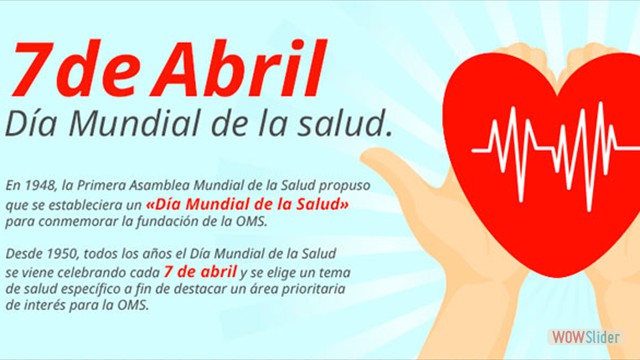 7 de Abril
Día Mundial de la salud.
En 1948, la Primera Asamblea Mundial de la Salud propuso
que se estableciera un «Día Mundial de la Salud»
para conmemorar la fundación de la OMS.
Desde 1950, todos los años el Día Mundial de la Salud
se viene celebrando cada 7 de abril y se elige un tema
de salud específico a fin de destacar un área prioritaria
de interés para la OMS.
WOWSlider